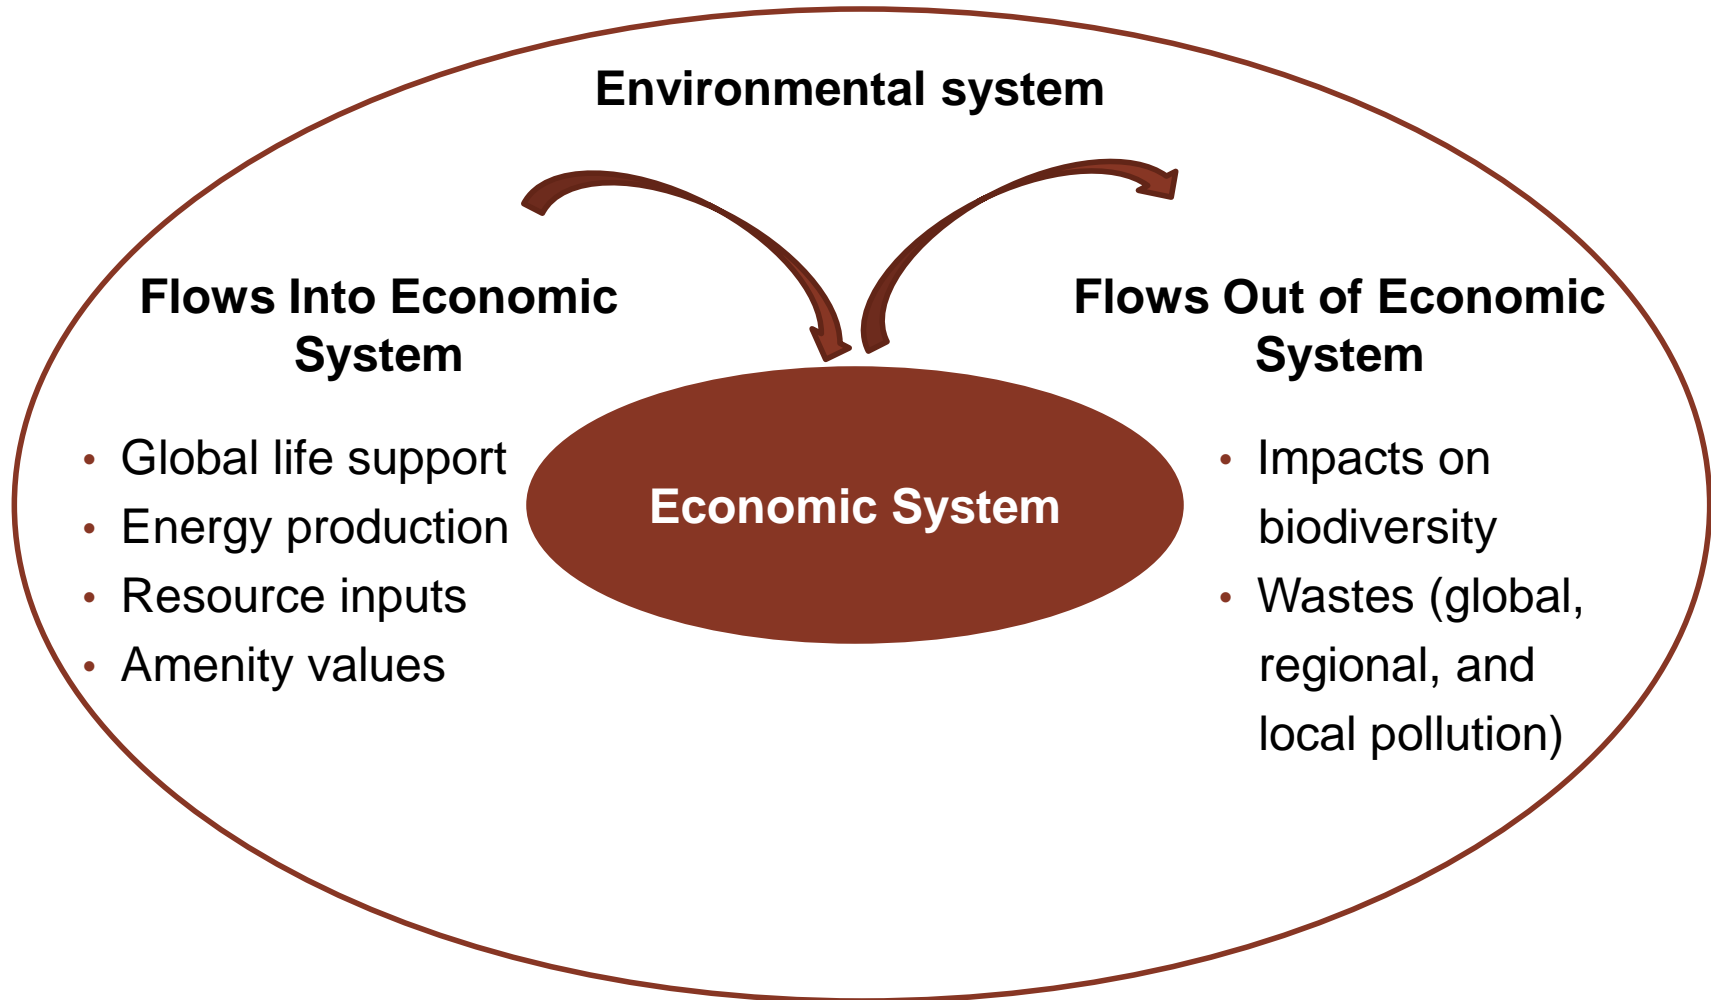 Environmental system
Flows Into Economic
System
• Global life support
• Energy production
• Resource inputs
• Amenity values
Economic System
Flows Out of Economic
System
• Impacts on
biodiversity
• Wastes (global,
regional, and
local pollution)